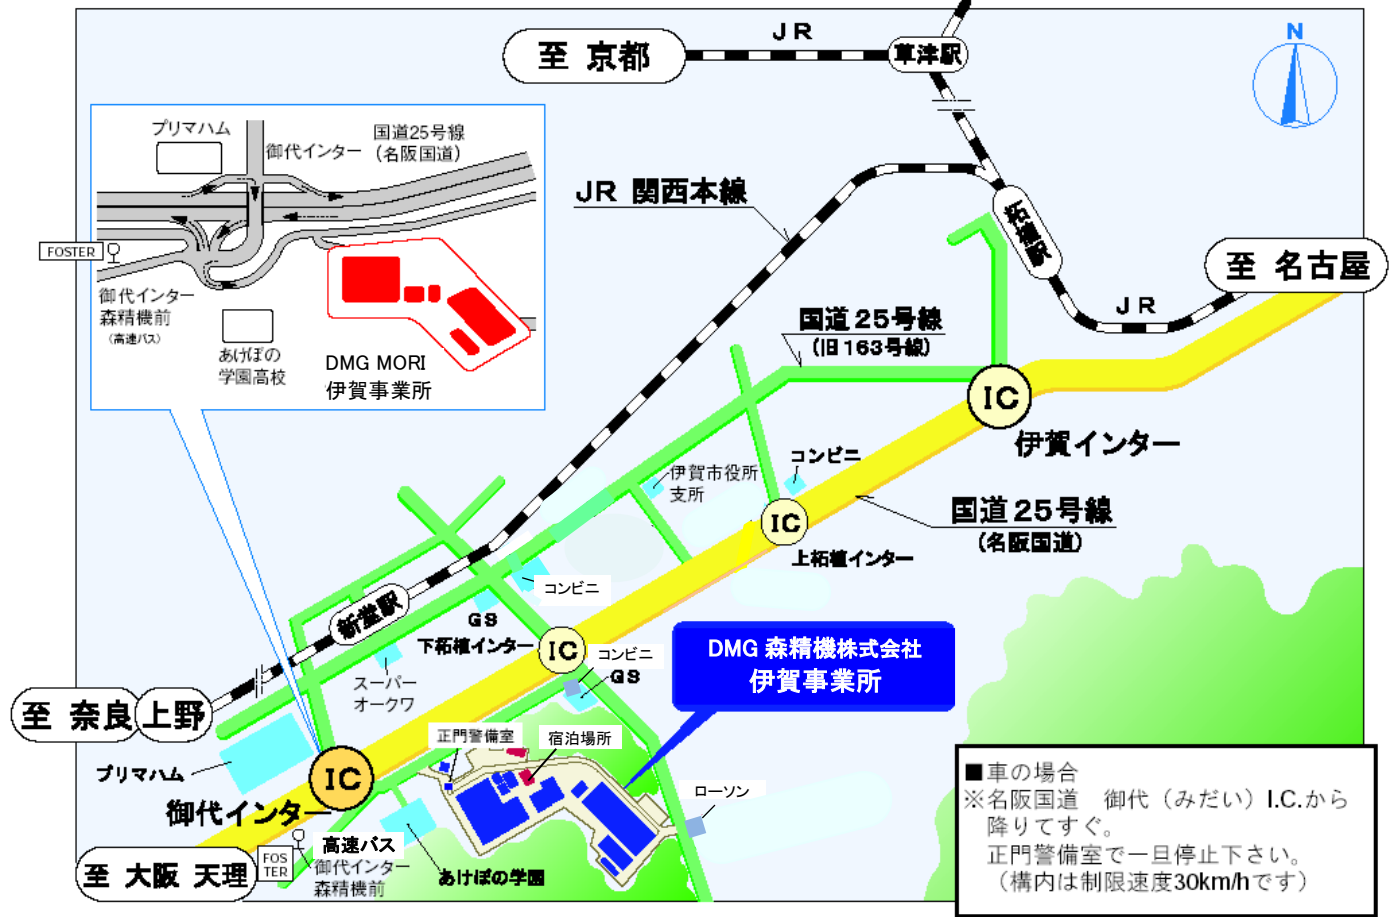 JR
至 京都
草津駅
N
プリマハム
御代インター
国道25号線
(名阪国道)
FOSTER
御代インター
森精機前
(高速バス)
あけぼの
学園高校
DMG MORI
伊賀事業所
JR 関西本線
柘植駅
至 名古屋
JR
国道25号線
(旧163号線)
IC
伊賀インター
コンビニ
伊賀市役所
支所
IC
上柘植インター
国道25号線
(名阪国道)
コンビニ
新堂駅
GS
下柘植インター
IC
コンビニ
GS
DMG 森精機株式会社
伊賀事業所
スーパー
オークワ
至 奈良
上野
正門警備室
宿泊場所
プリマハム
IC
御代インター
ローソン
高速バス
御代インター
森精機前
FOS
TER
あけぼの学園
至 大阪 天理
■車の場合
※名阪国道 御代(みだい)I.C.から
降りてすぐ。
正門警備室で一旦停止下さい。
(構内は制限速度30km/hです)